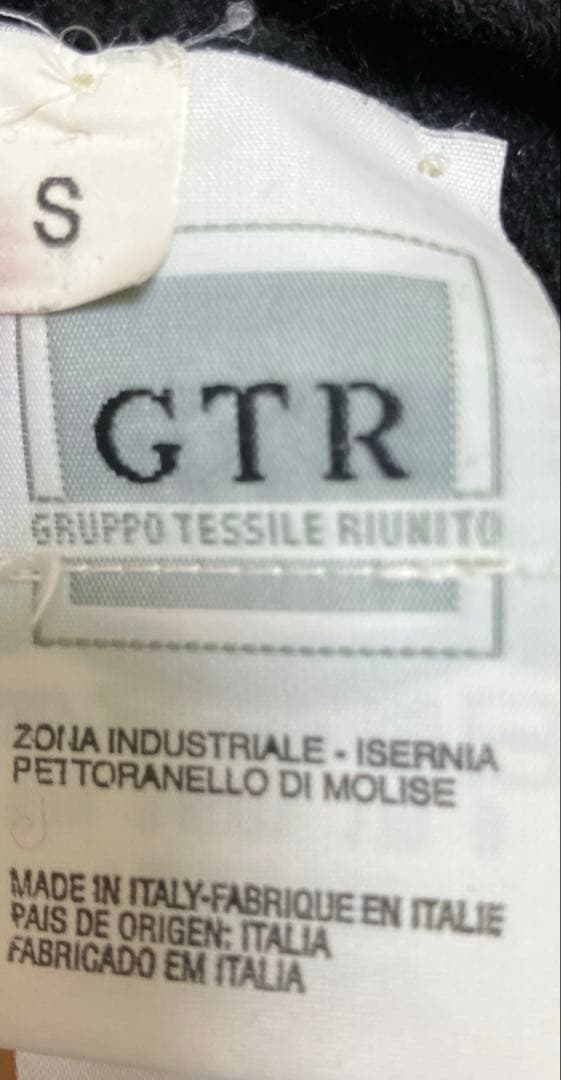 S
GTR
GRUPPO TESSILE RIUNITO
ZONA INDUSTRIALE - ISERNIA
PETTORANELLO DI MOLISE
MADE IN ITALY-FABRIQUE EN ITALIE
PAIS DE ORIGEN: ITALIA
FABRICADO EM ITALIA